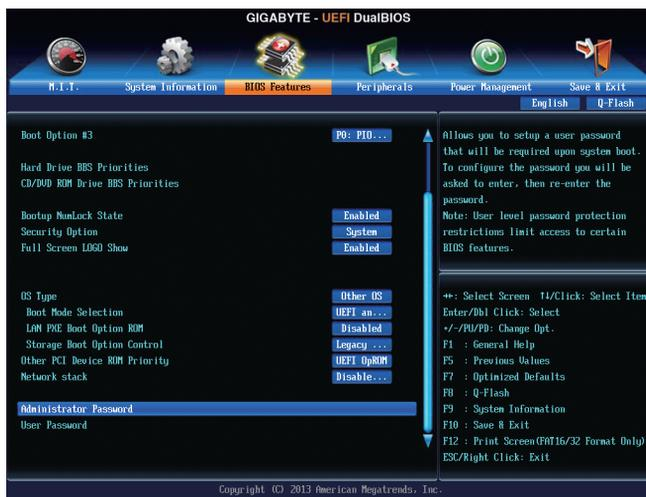 GIGABYTE - UEFI DualBIOS
M.I.T.
System Information
BIOS Features
Peripherals
Power Management
Save & Exit
English
Q-Flash
Boot Option #3 P0: PIO...
Hard Drive BBS Priorities
CD/DVD ROM Drive BBS Priorities
Bootup NumLock State Enabled
Security Option System
Full Screen LOGO Show Enabled
OS Type Other OS
Boot Mode Selection UEFI an...
LAN PXE Boot Option ROM Disabled
Storage Boot Option Control Legacy ...
Other PCI Device ROM Priority UEFI OpROM
Network stack Disable...
Administrator Password
User Password
Allows you to setup a user password
that will be required upon system boot.
To configure the password you will be
asked to enter, then re-enter the
password.
Note: User level password protection
restrictions limit access to certain
BIOS features.
↔: Select Screen ↑↓/Click: Select Item
Enter/Dbl Click: Select
+/-/PU/PD: Change Opt.
F1 : General Help
F5 : Previous Values
F7 : Optimized Defaults
F8 : Q-Flash
F9 : System Information
F10 : Save & Exit
F12 : Print Screen(FAT16/32 Format Only)
ESC/Right Click: Exit
Copyright (C) 2013 American Megatrends, Inc.